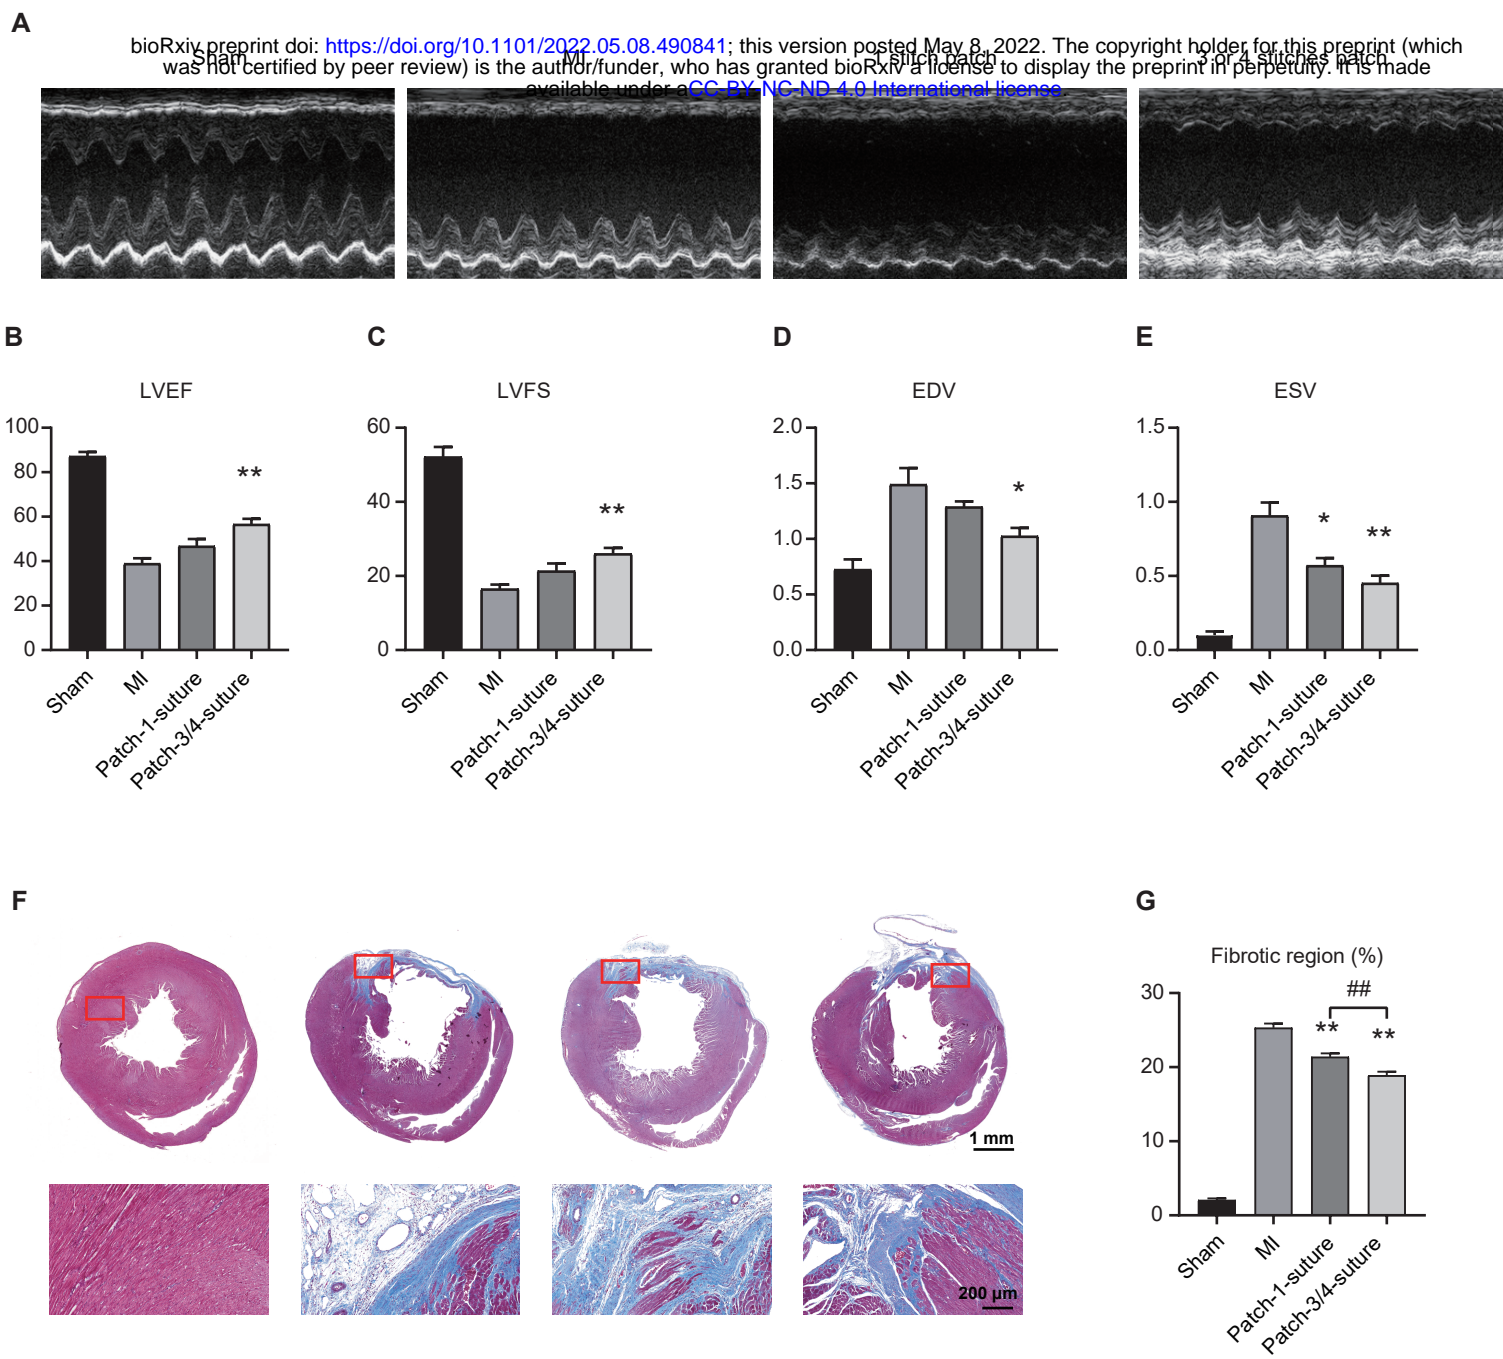 A
bioRxiv preprint doi: https://doi.org/10.1101/2022.05.08.490841; this version posted May 8, 2022. The copyright holder for this preprint (which
was not certified by peer review) is the author/funder, who has granted bioRxiv a license to display the preprint in perpetuity. It is made
available under aCC-BY-NC-ND 4.0 International license.
Sham
MI
1 stitch patch
3 or 4 stitches patch
B
LVEF
100
80
60
40
20
0
**
Sham
MI
Patch-1-suture
Patch-3/4-suture
C
LVFS
60
40
20
0
**
Sham
MI
Patch-1-suture
Patch-3/4-suture
D
EDV
2.0
1.5
1.0
0.5
0.0
*
Sham
MI
Patch-1-suture
Patch-3/4-suture
E
ESV
1.5
1.0
0.5
0.0
*
**
Sham
MI
Patch-1-suture
Patch-3/4-suture
F
1 mm
200 μm
G
Fibrotic region (%)
30
20
10
0
##
**
**
Sham
MI
Patch-1-suture
Patch-3/4-suture